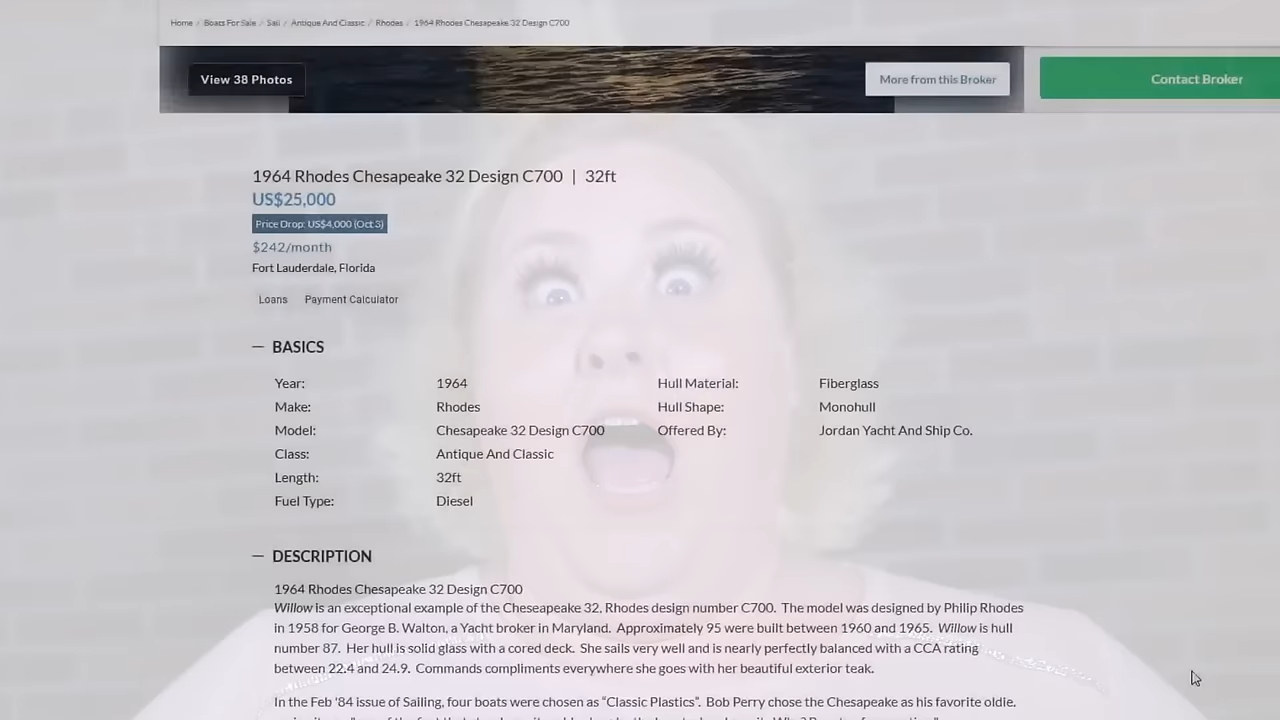 Home / Boats For Sale / Sail / Antique And Classic / Rhodes / 1964 Rhodes Chesapeake 32 Design C700
View 38 Photos
More from this Broker
Contact Broker
1964 Rhodes Chesapeake 32 Design C700 | 32ft
US$25,000
Price Drop: US$4,000 (Oct 3)
$242/month
Fort Lauderdale, Florida
Loans Payment Calculator
— BASICS
Year: 1964 Hull Material: Fiberglass
Make: Rhodes Hull Shape: Monohull
Model: Chesapeake 32 Design C700 Offered By: Jordan Yacht And Ship Co.
Class: Antique And Classic
Length: 32ft
Fuel Type: Diesel
— DESCRIPTION
1964 Rhodes Chesapeake 32 Design C700
Willow is an exceptional example of the Cheseapeake 32, Rhodes design number C700. The model was designed by Philip Rhodes
in 1958 for George B. Walton, a Yacht broker in Maryland. Approximately 95 were built between 1960 and 1965. Willow is hull
number 87. Her hull is solid glass with a cored deck. She sails very well and is nearly perfectly balanced with a CCA rating
between 22.4 and 24.9. Commands compliments everywhere she goes with her beautiful exterior teak.
In the Feb '84 issue of Sailing, four boats were chosen as "Classic Plastics". Bob Perry chose the Chesapeake as his favorite oldie.